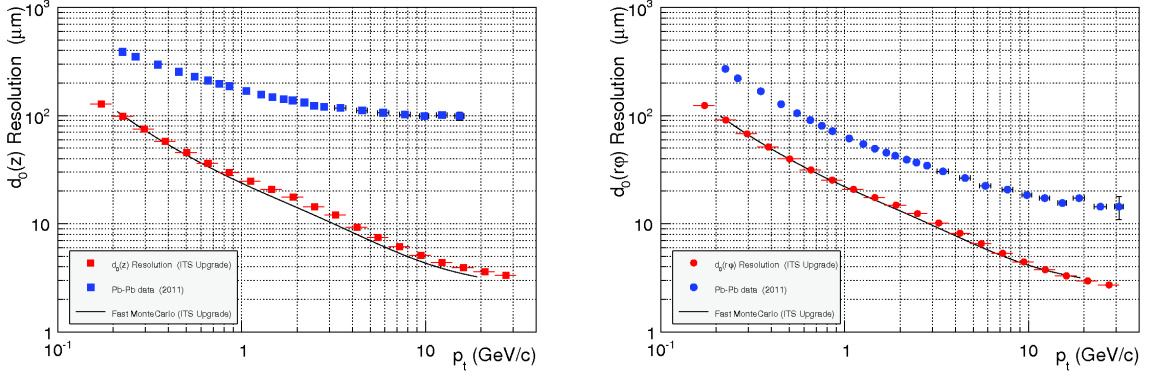 d₀(z) Resolution (μm)
10³
10²
10
1
d₀(z) Resolution (ITS Upgrade)
Pb-Pb data (2011)
Fast MonteCarlo (ITS Upgrade)
10⁻¹
1
10
pₜ (GeV/c)
d₀(rφ) Resolution (μm)
10³
10²
10
1
d₀(rφ) Resolution (ITS Upgrade)
Pb-Pb data (2011)
Fast MonteCarlo (ITS Upgrade)
10⁻¹
1
10
pₜ (GeV/c)